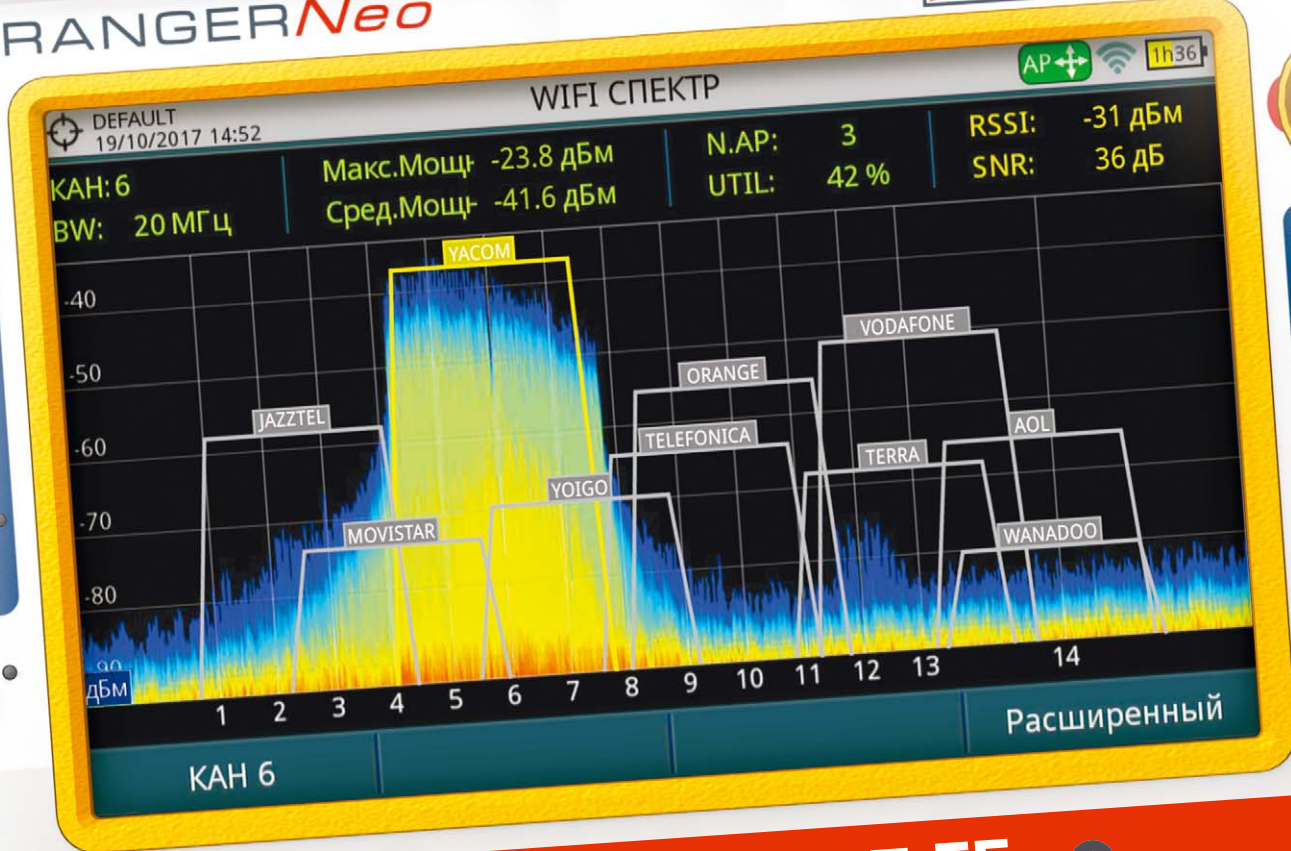 RANGERNeo
DEFAULT
19/10/2017 14:52
WIFI СПЕКТР
AP
1h36
КАН: 6
BW: 20 МГц
Макс.Мощн -23.8 дБм
Сред.Мощн -41.6 дБм
N.AP: 3
UTIL: 42 %
RSSI: -31 дБм
SNR: 36 дБ
-40
-50
-60
-70
-80
-90
дБм
YACOM
VODAFONE
ORANGE
JAZZTEL
TELEFONICA
AOL
TERRA
YOIGO
MOVISTAR
WANADOO
1 2 3 4 5 6 7 8 9 10 11 12 13 14
КАН 6
Расширенный